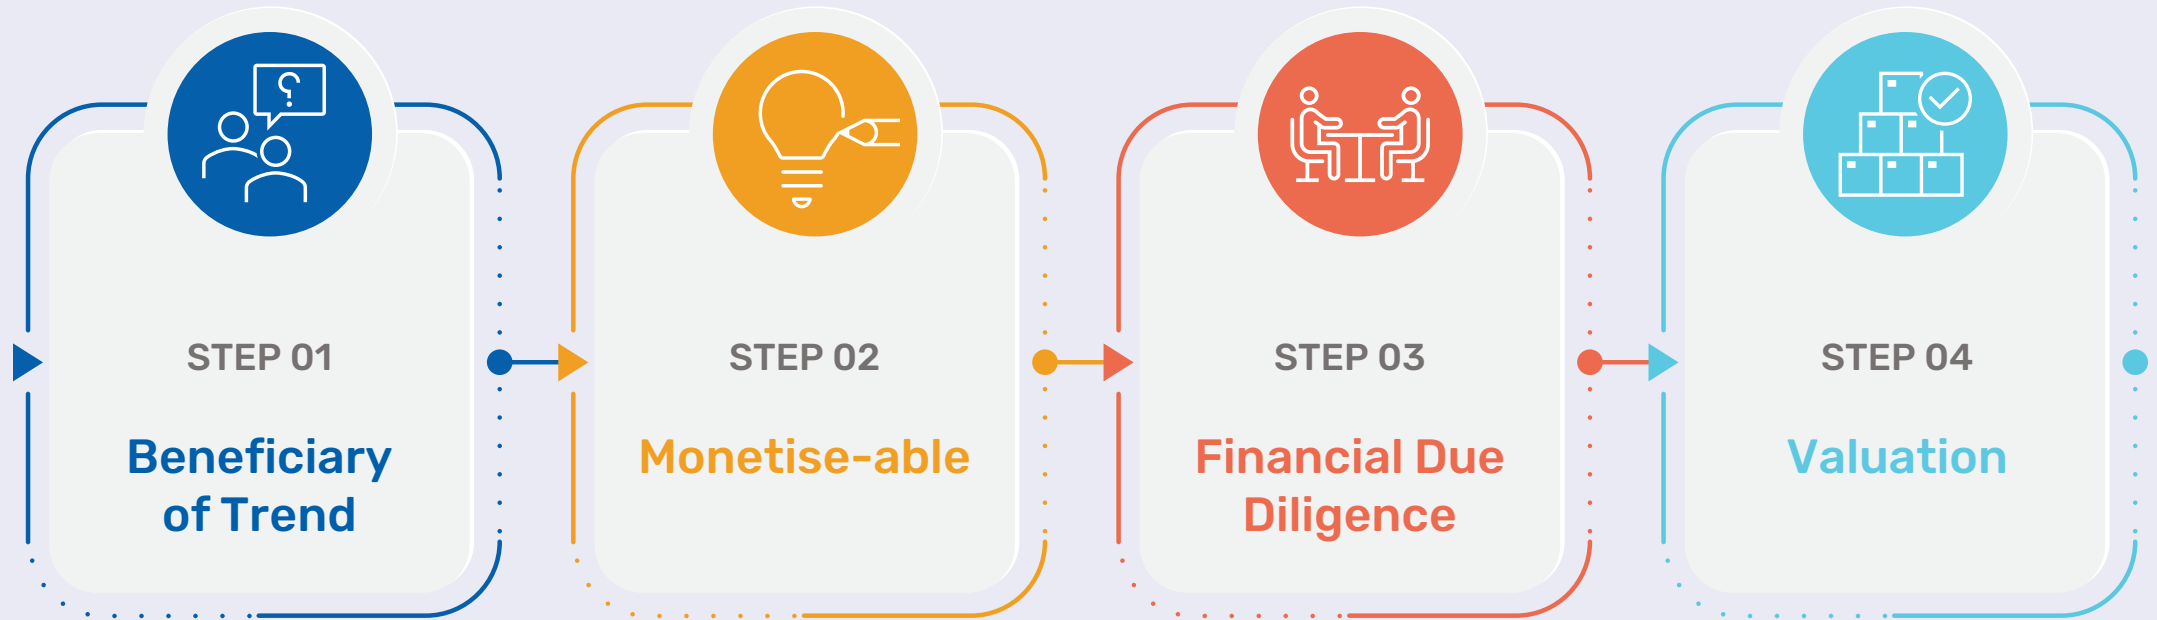 STEP 01
Beneficiary
of Trend
STEP 02
Monetise-able
STEP 03
Financial Due
Diligence
STEP 04
Valuation